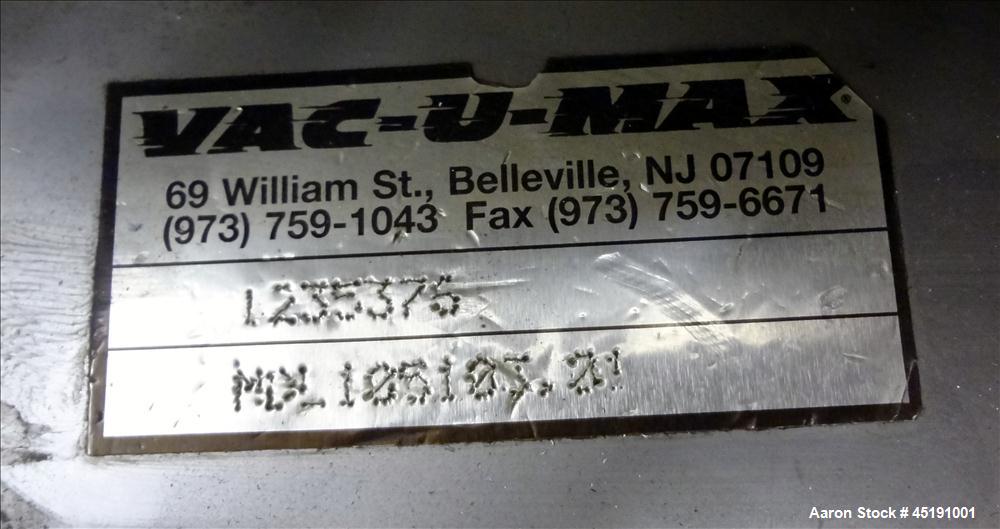 VAC-U-MAX®
69 William St., Belleville, NJ 07109
(973) 759-1043 Fax (973) 759-6671
1235375
Aaron Stock # 45191001